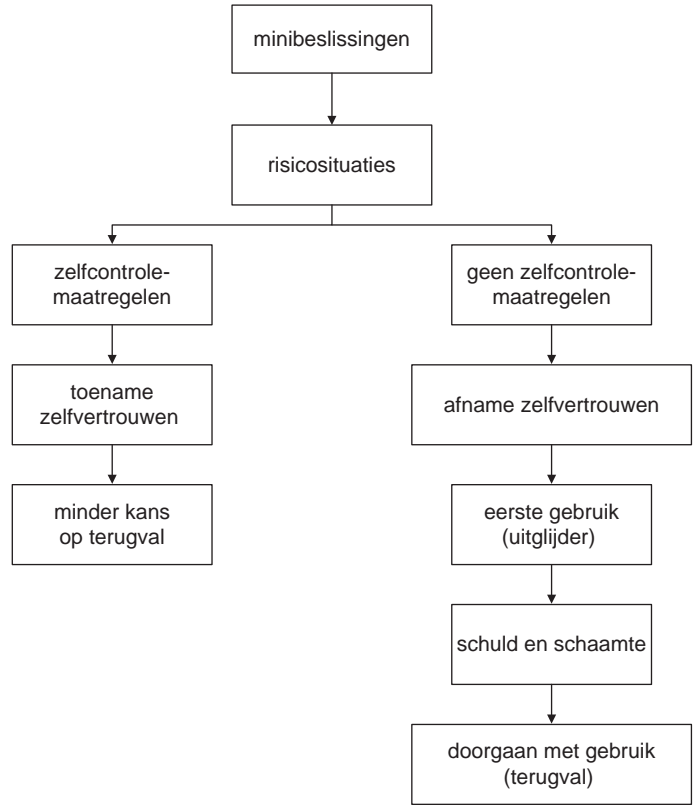 minibeslissingen
risicosituaties
zelfcontrole-
maatregelen
geen zelfcontrole-
maatregelen
toename
zelfvertrouwen
afname zelfvertrouwen
minder kans
op terugval
eerste gebruik
(uitglijder)
schuld en schaamte
doorgaan met gebruik
(terugval)